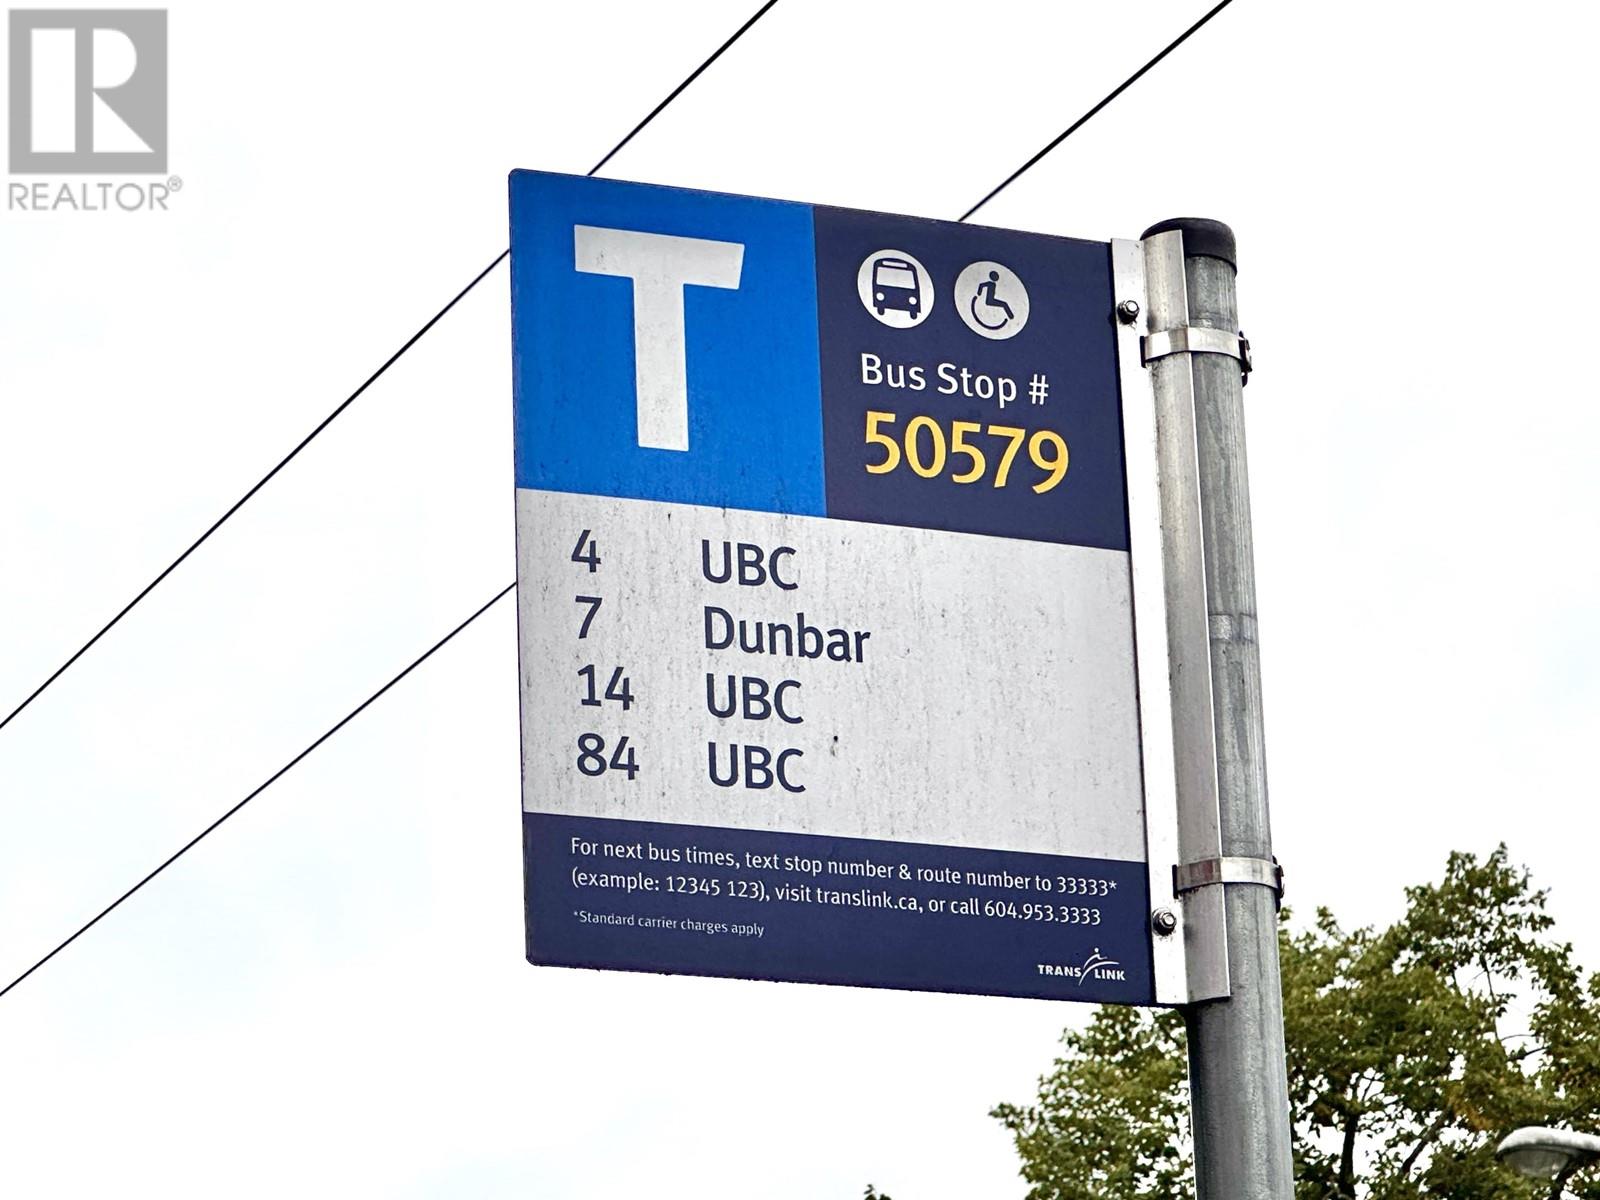 REALTOR®
T
Bus Stop #
50579
4 UBC
7 Dunbar
14 UBC
84 UBC
For next bus times, text stop number & route number to 33333*
(example: 12345 123), visit translink.ca, or call 604.953.3333
*Standard carrier charges apply
TRANS LINK